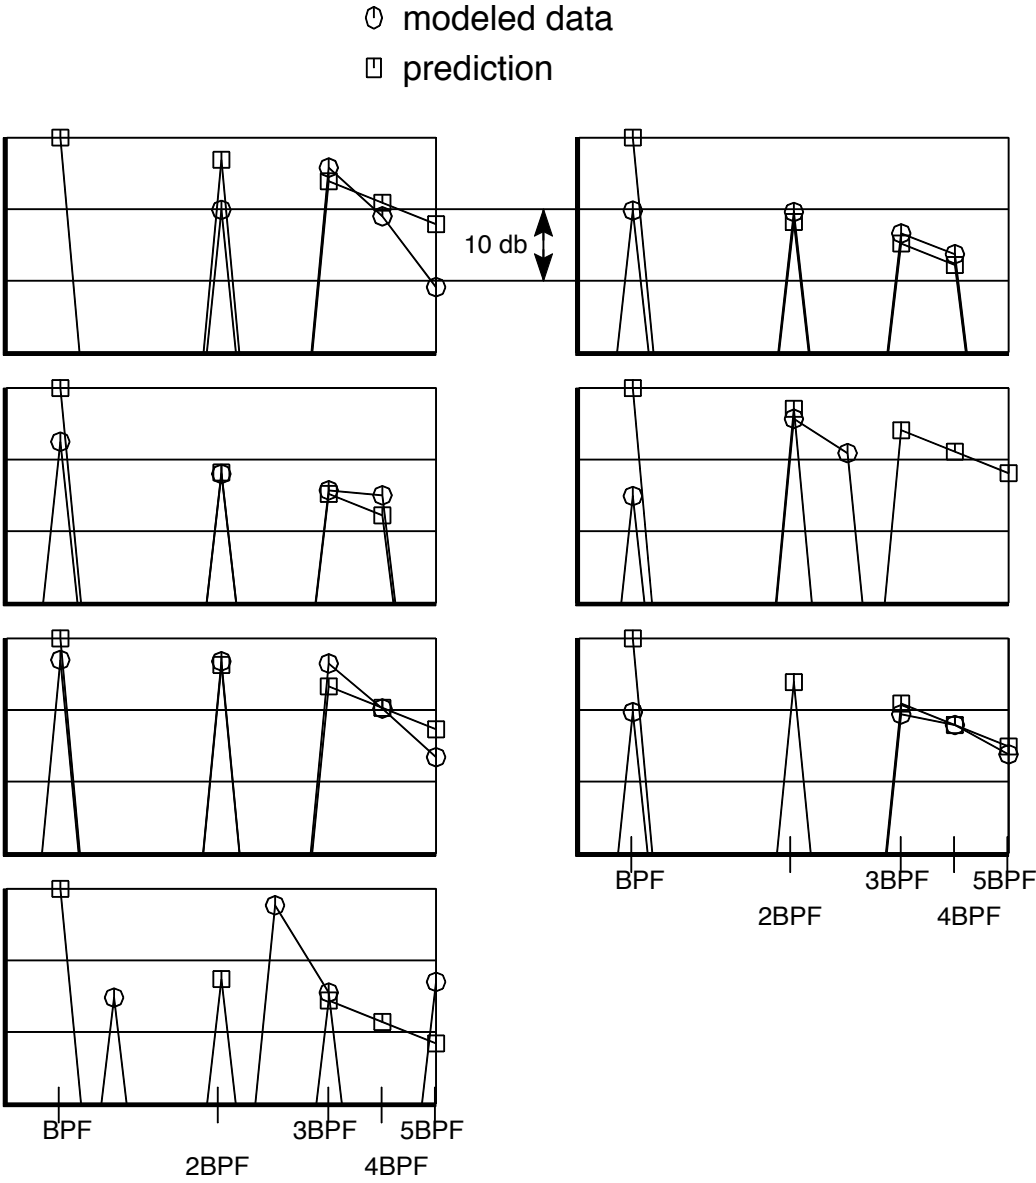 modeled data
prediction
10 db
BPF
3BPF
5BPF
2BPF
4BPF
BPF
3BPF
5BPF
2BPF
4BPF